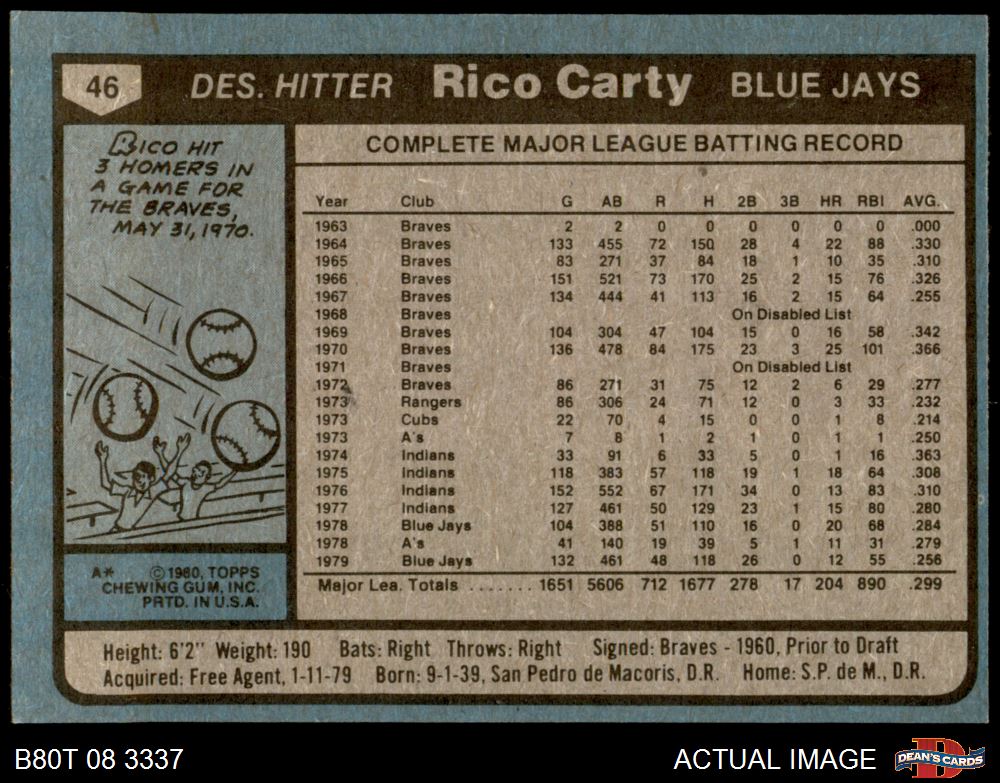 46 DES. HITTER Rico Carty BLUE JAYS
RICO HIT
3 HOMERS IN
A GAME FOR
THE BRAVES,
MAY 31, 1970.
COMPLETE MAJOR LEAGUE BATTING RECORD
Year Club G AB R H 2B 3B HR RBI AVG.
1963 Braves 2 2 0 0 0 0 0 0 .000
1964 Braves 133 455 72 150 28 4 22 88 .330
1965 Braves 83 271 37 84 18 1 10 35 .310
1966 Braves 151 521 73 170 25 2 15 76 .326
1967 Braves 134 444 41 113 16 2 15 64 .255
1968 Braves On Disabled List
1969 Braves 104 304 47 104 15 0 16 58 .342
1970 Braves 136 478 84 175 23 3 25 101 .366
1971 Braves On Disabled List
1972 Braves 86 271 31 75 12 2 6 29 .277
1973 Rangers 86 306 24 71 12 0 3 33 .232
1973 Cubs 22 70 4 15 0 0 1 8 .214
1973 A's 7 8 1 2 1 0 1 1 .250
1974 Indians 33 91 6 33 5 0 1 16 .363
1975 Indians 118 383 57 118 19 1 18 64 .308
1976 Indians 152 552 67 171 34 0 13 83 .310
1977 Indians 127 461 50 129 23 1 15 80 .280
1978 Blue Jays 104 388 51 110 16 0 20 68 .284
1978 A's 41 140 19 39 5 1 11 31 .279
1979 Blue Jays 132 461 48 118 26 0 12 55 .256
Major Lea. Totals ....... 1651 5606 712 1677 278 17 204 890 .299
A* ©1980, TOPPS
CHEWING GUM, INC.
PRTD. IN U.S.A.
Height: 6'2" Weight: 190 Bats: Right Throws: Right Signed: Braves - 1960, Prior to Draft
Acquired: Free Agent, 1-11-79 Born: 9-1-39, San Pedro de Macoris, D.R. Home: S.P. de M., D.R.
B80T 08 3337 ACTUAL IMAGE D DEAN'S CARDS